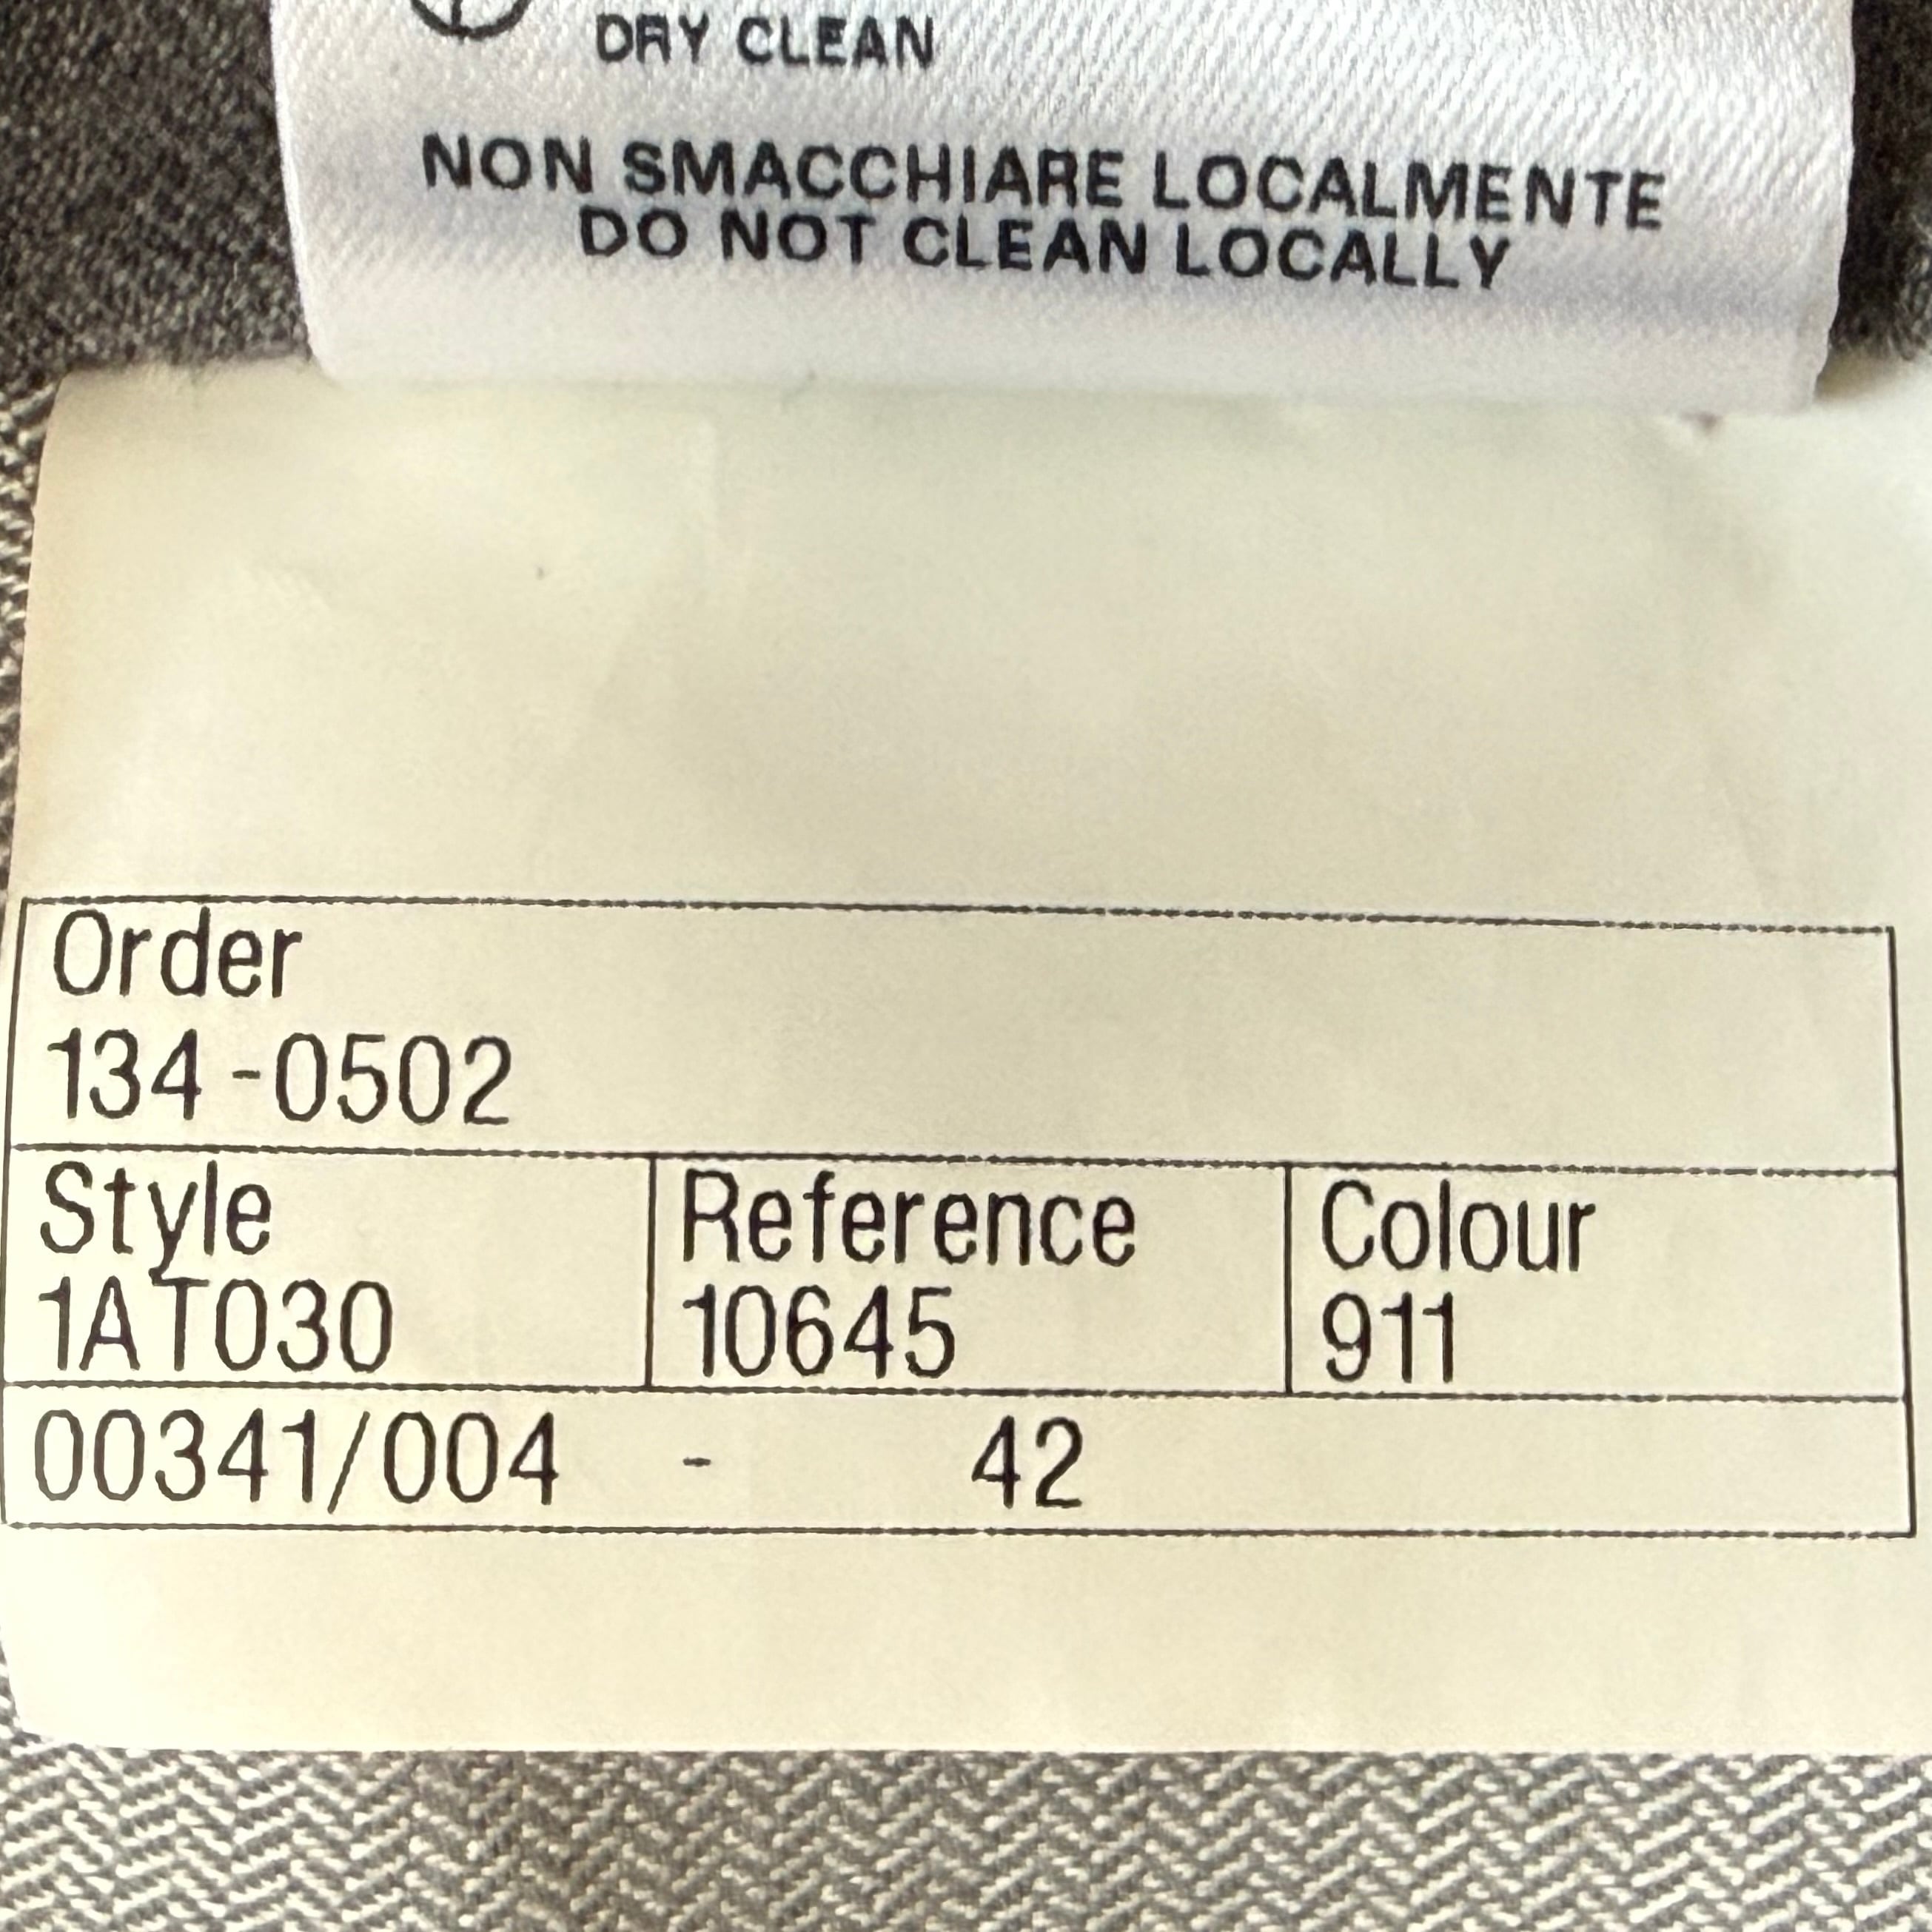 DRY CLEAN
NON SMACCHIARE LOCALMENTE
DO NOT CLEAN LOCALLY
Order
134-0502
Style
1AT030
Reference
10645
Colour
911
00341/004 - 42